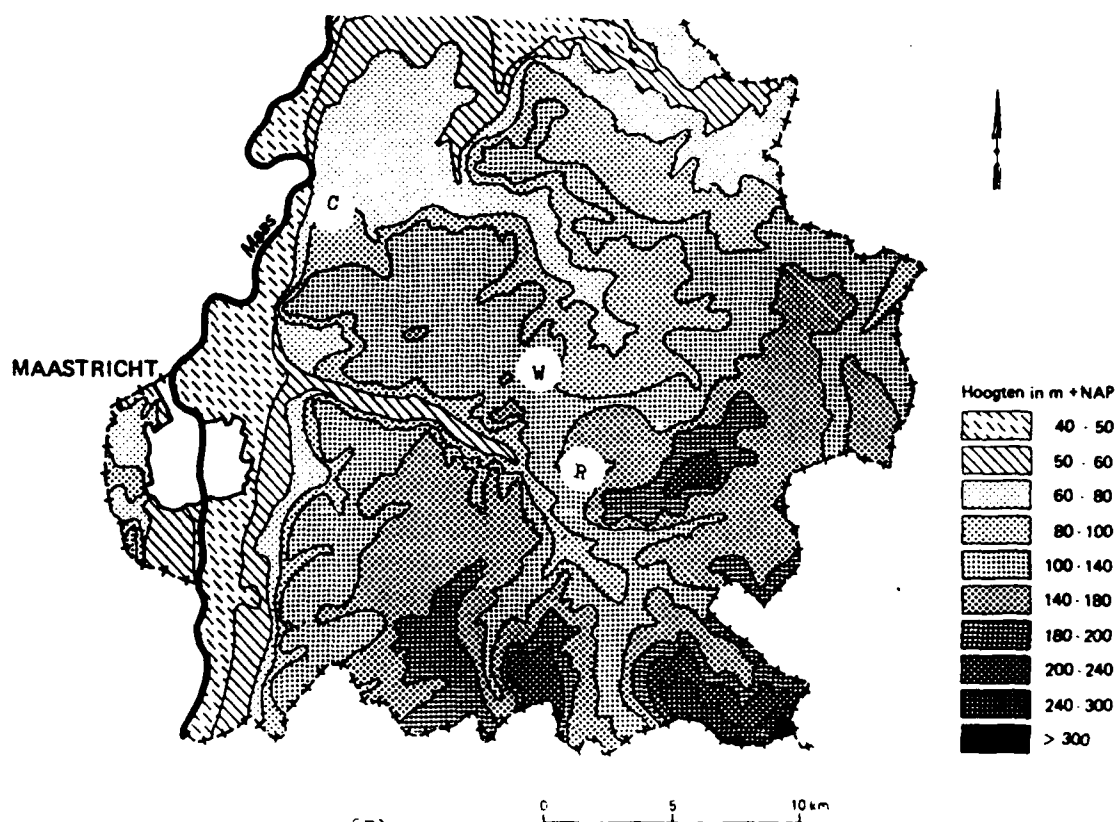 C
Maas
MAASTRICHT
W
R
Hoogten in m + NAP
40 - 50
50 - 60
60 - 80
80 - 100
100 - 140
140 - 180
180 - 200
200 - 240
240 - 300
> 300
0 5 10 km